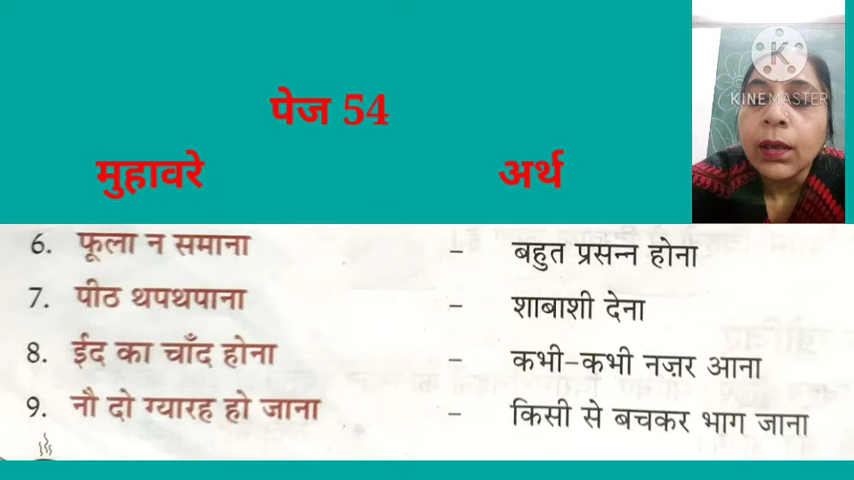 पेज 54
मुहावरे अर्थ
6. फूला न समाना – बहुत प्रसन्न होना
7. पीठ थपथपाना – शाबाशी देना
8. ईद का चाँद होना – कभी-कभी नज़र आना
9. नौ दो ग्यारह हो जाना – किसी से बचकर भाग जाना
K
KINEMASTER